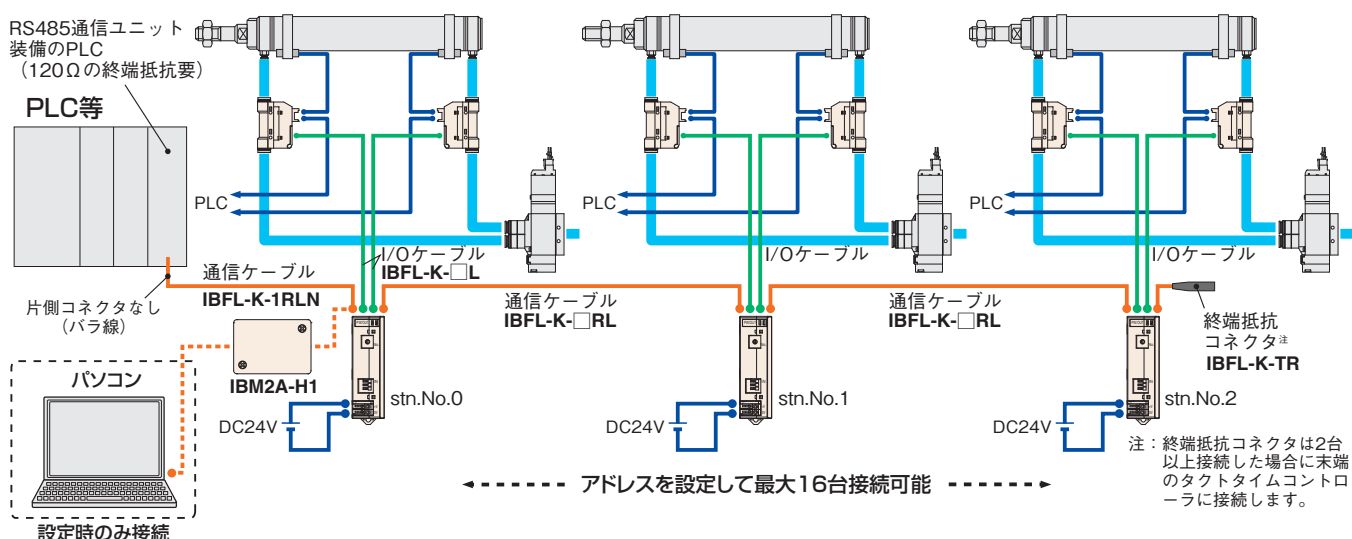 RS485通信ユニット
装備のPLC
（120Ωの終端抵抗要）
PLC等
PLC
PLC
PLC
I/Oケーブル
IBFL-K-□L
I/Oケーブル
I/Oケーブル
通信ケーブル
IBFL-K-1RLN
片側コネクタなし
（バラ線）
通信ケーブル
IBFL-K-□RL
通信ケーブル
IBFL-K-□RL
終端抵抗
コネクタ注
IBFL-K-TR
IBM2A-H1
パソコン
stn.No.0
stn.No.1
stn.No.2
DC24V
DC24V
DC24V
アドレスを設定して最大16台接続可能
注：終端抵抗コネクタは2台
以上接続した場合に末端
のタクトタイムコントロ
ーラに接続します。
設定時のみ接続